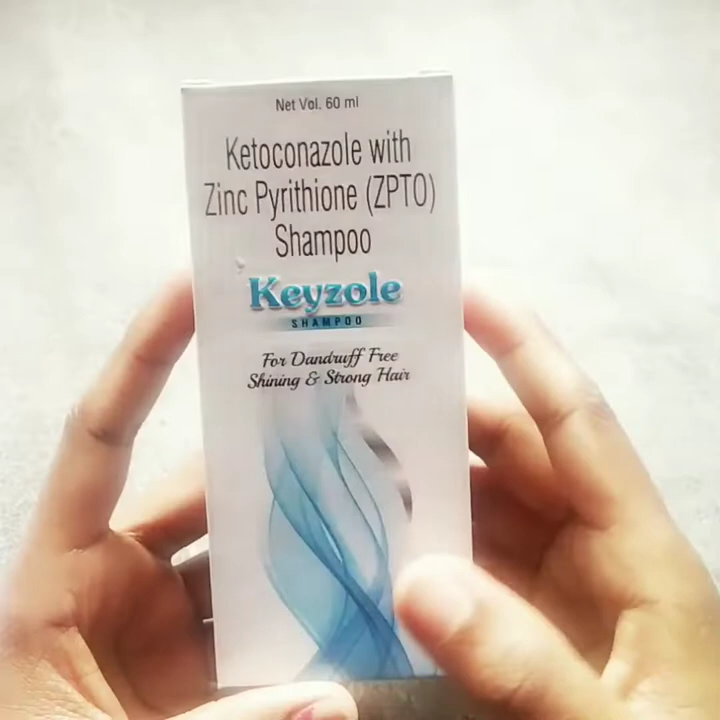 Net Vol. 60 ml
Ketoconazole with
Zinc Pyrithione (ZPTO)
Shampoo
Keyzole
SHAMPOO
For Dandruff Free
Shining & Strong Hair